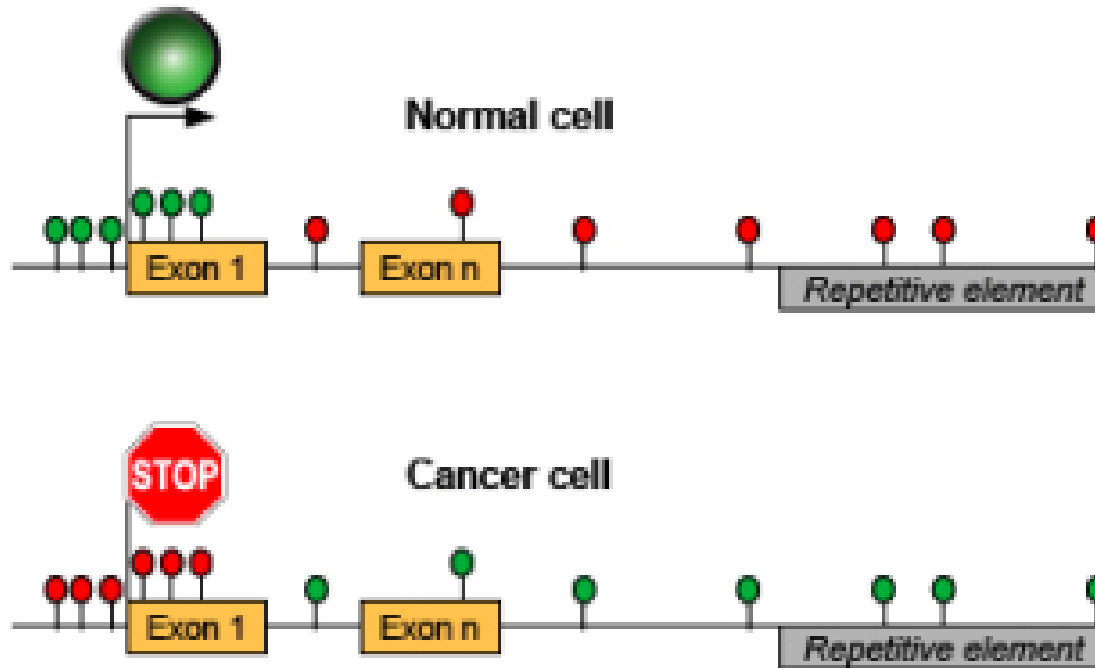 Normal cell
Exon 1
Exon n
Repetitive element
STOP
Cancer cell
Exon 1
Exon n
Repetitive element